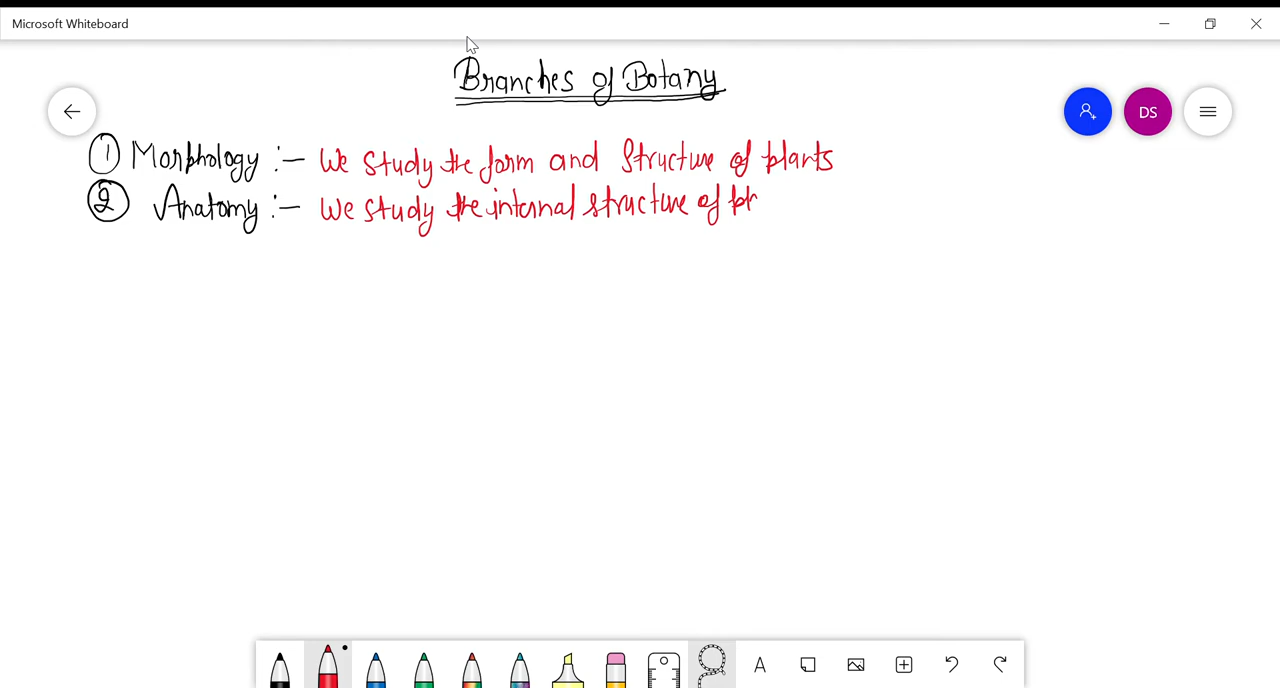 Microsoft Whiteboard
Branches of Botany
DS
① Morphology :- We study the form and structure of plants
② Anatomy :- We study the internal structure of
A